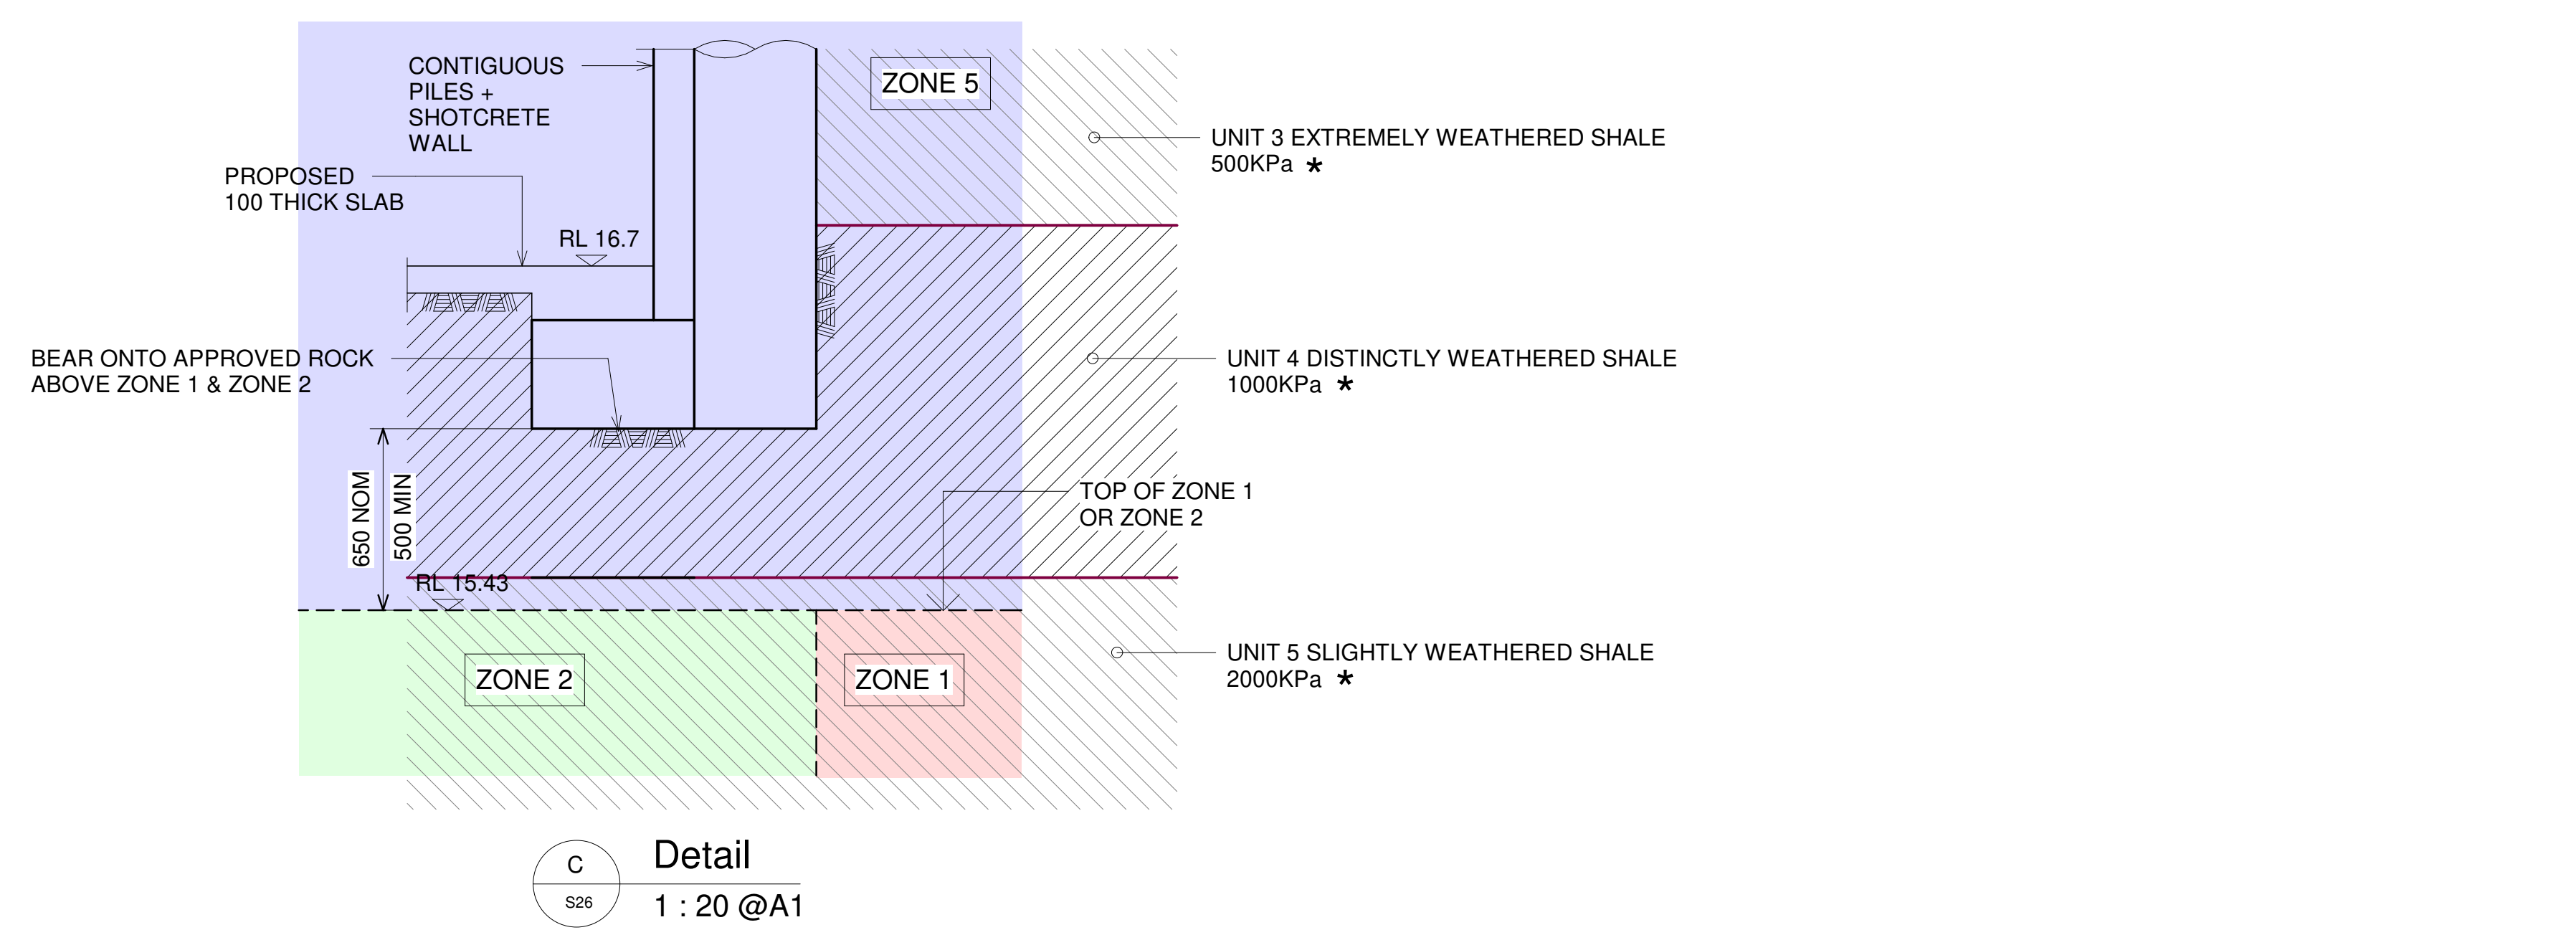 CONTIGUOUS
PILES +
SHOTCRETE
WALL
ZONE 5
UNIT 3 EXTREMELY WEATHERED SHALE
500KPa *
PROPOSED
100 THICK SLAB
RL 16.7
BEAR ONTO APPROVED ROCK
ABOVE ZONE 1 & ZONE 2
UNIT 4 DISTINCTLY WEATHERED SHALE
1000KPa *
650 NOM
500 MIN
TOP OF ZONE 1
OR ZONE 2
RL 15.43
ZONE 2
ZONE 1
UNIT 5 SLIGHTLY WEATHERED SHALE
2000KPa *
C
S26
Detail
1 : 20 @A1